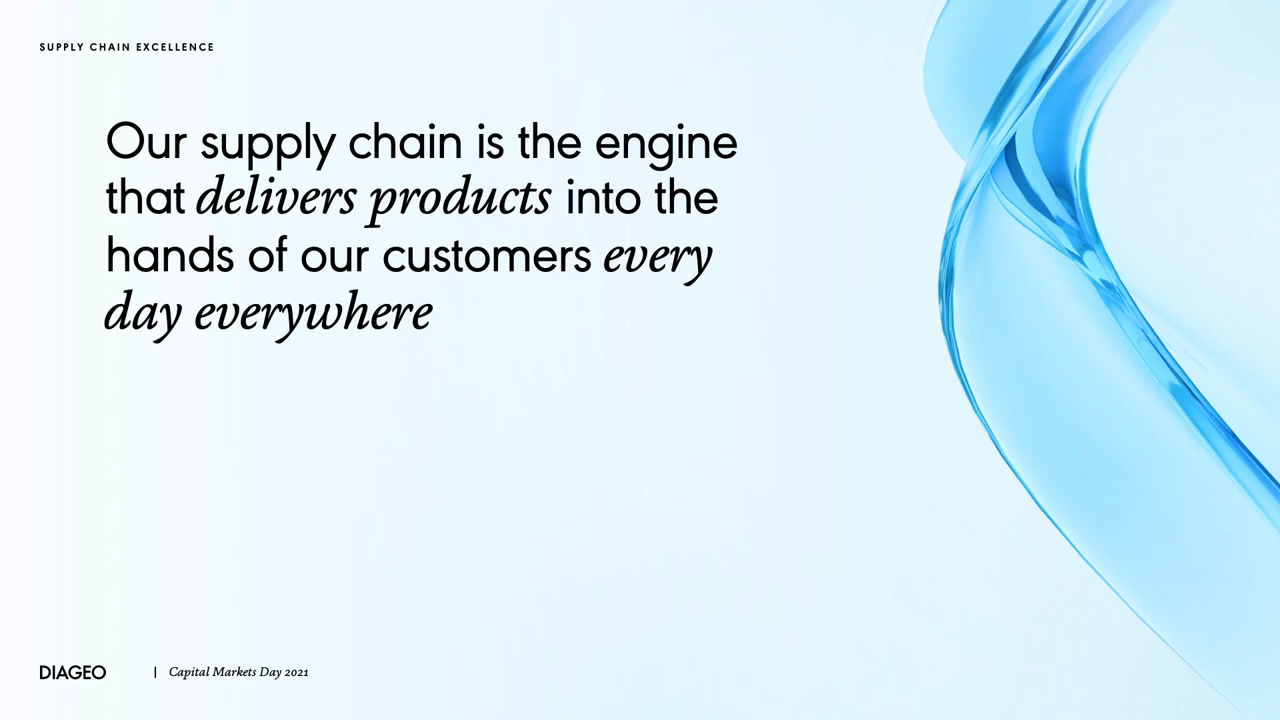 SUPPLY CHAIN EXCELLENCE
Our supply chain is the engine
that delivers products into the
hands of our customers every
day everywhere
DIAGEO | Capital Markets Day 2021